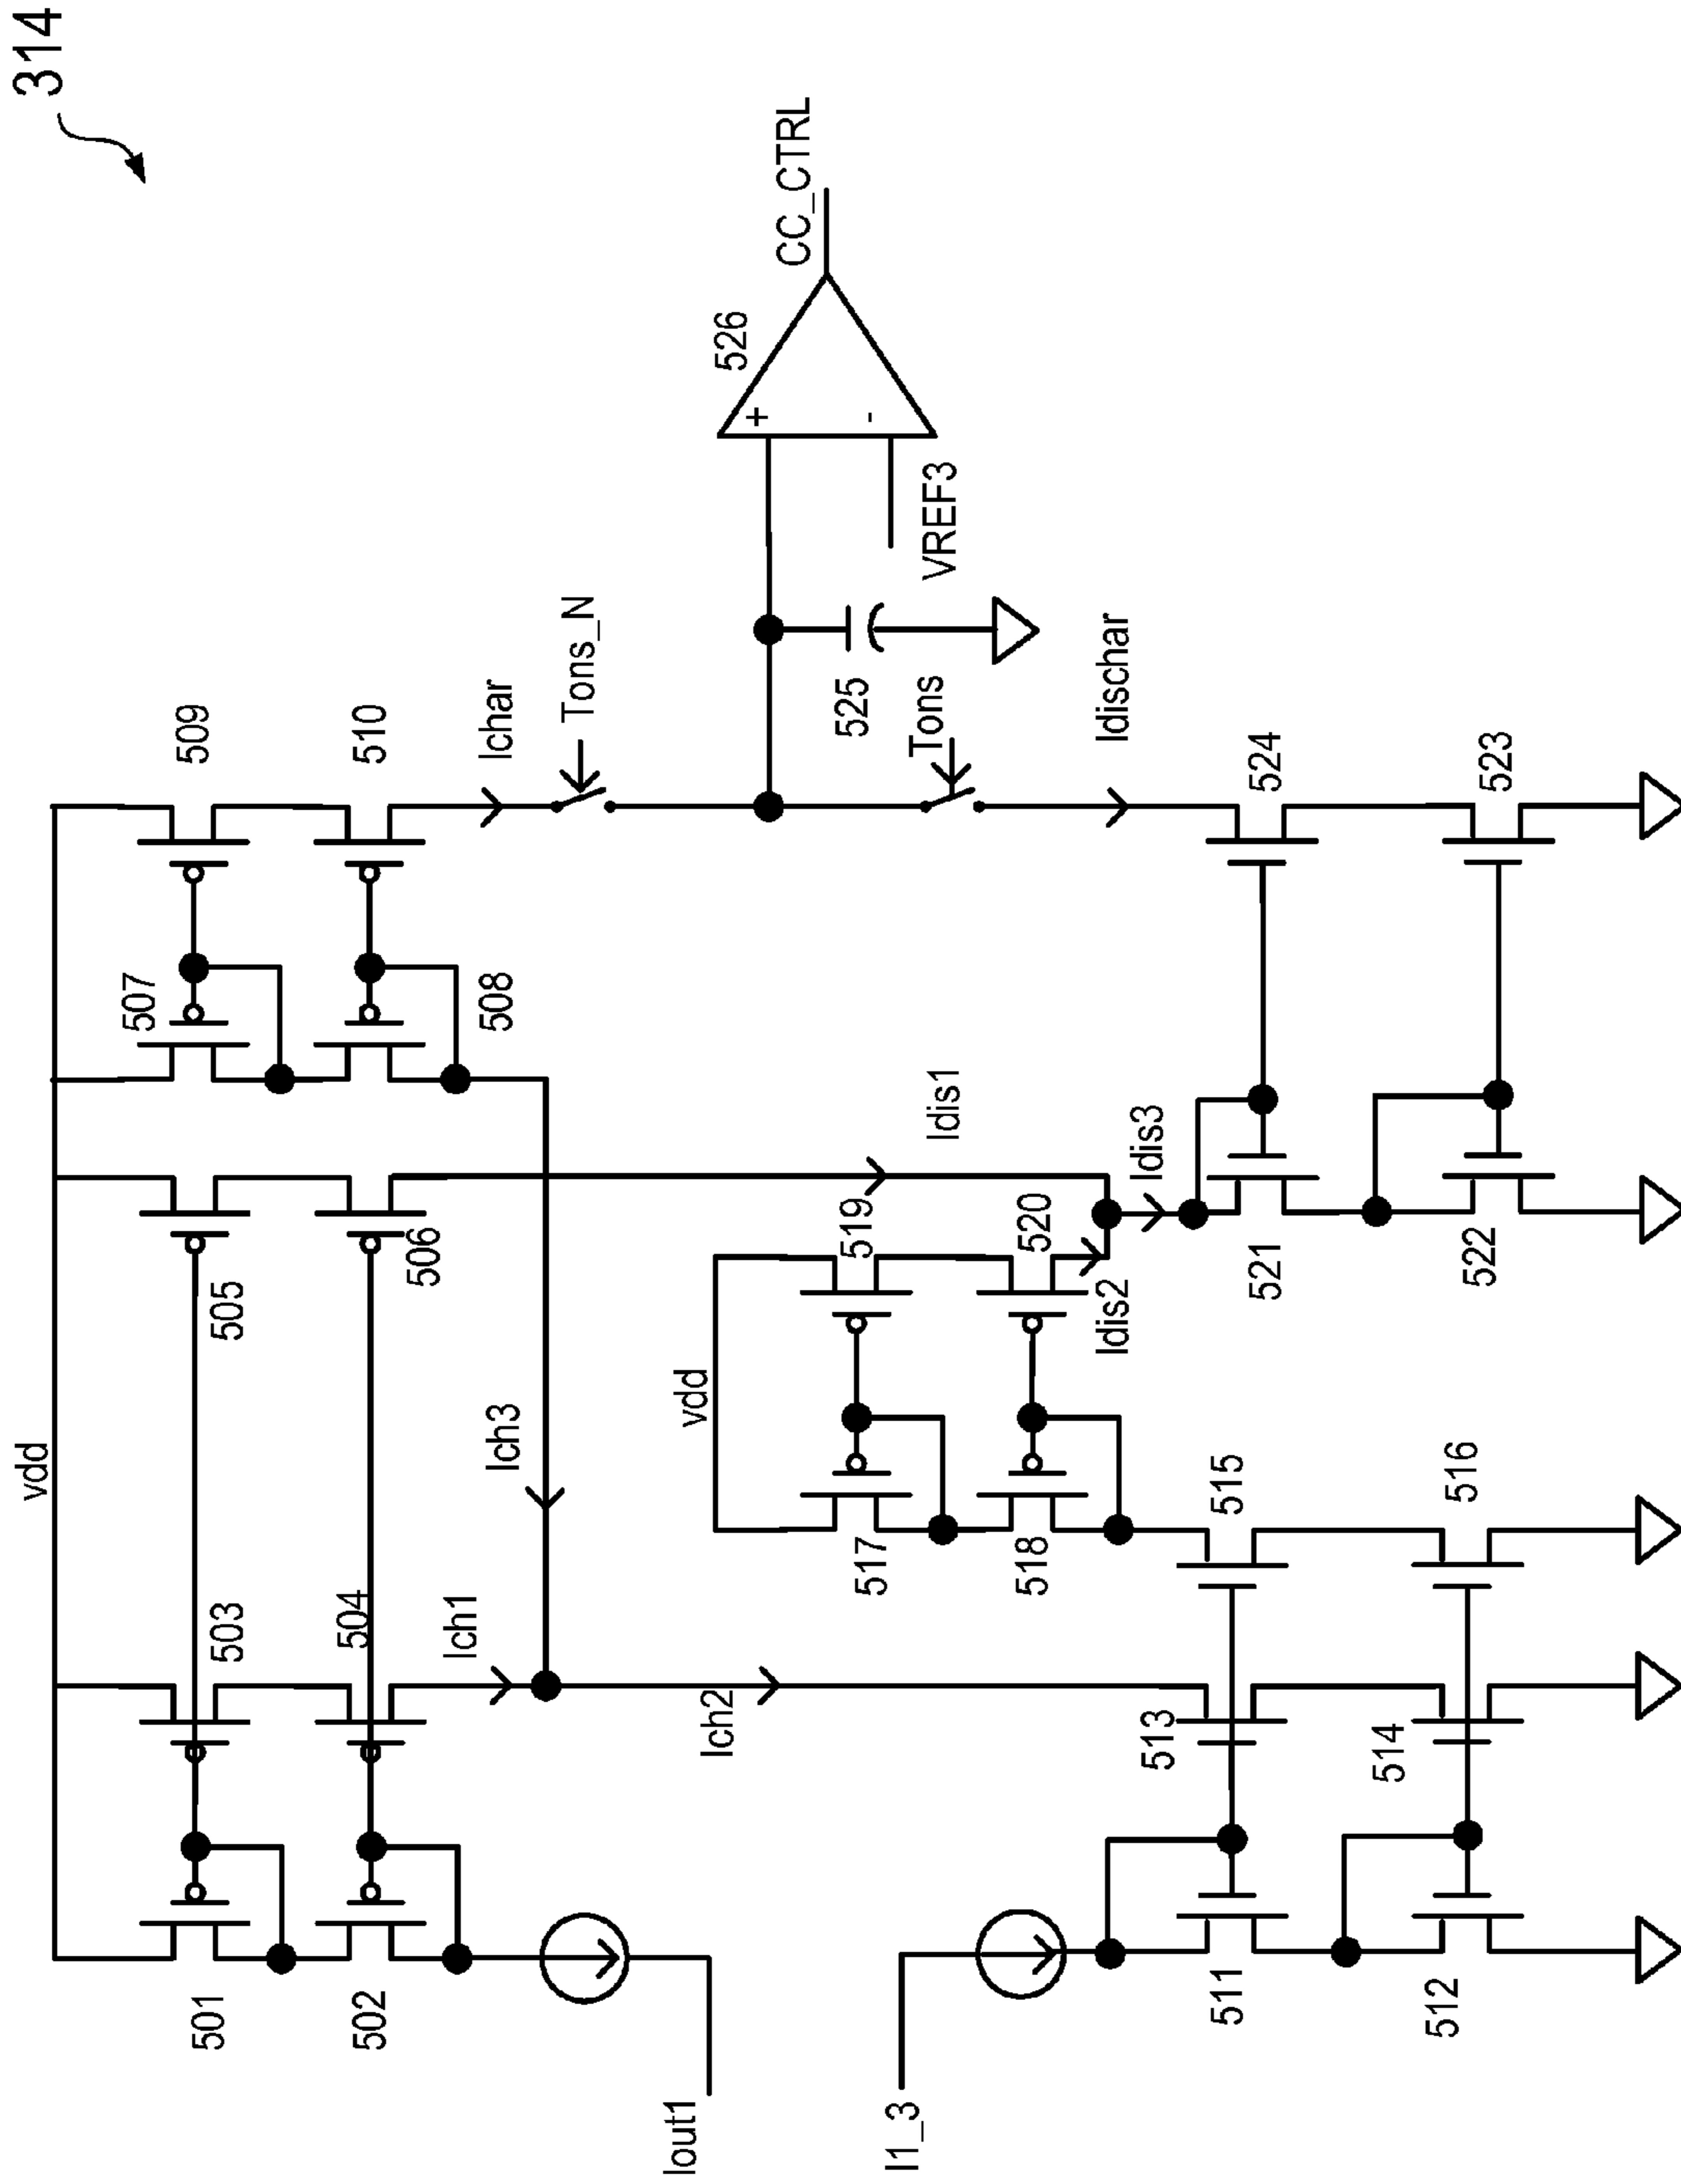 314
vdd
501
502
503
504
505
506
507
508
509
510
Iout1
Ich1
Ich2
Ich3
Ichar
Tons_N
526
+
-
CC_CTRL
VREF3
525
Tons
Idischar
vdd
517
518
519
520
Idis1
Idis2
Idis3
I1_3
511
512
513
514
515
516
521
522
524
523